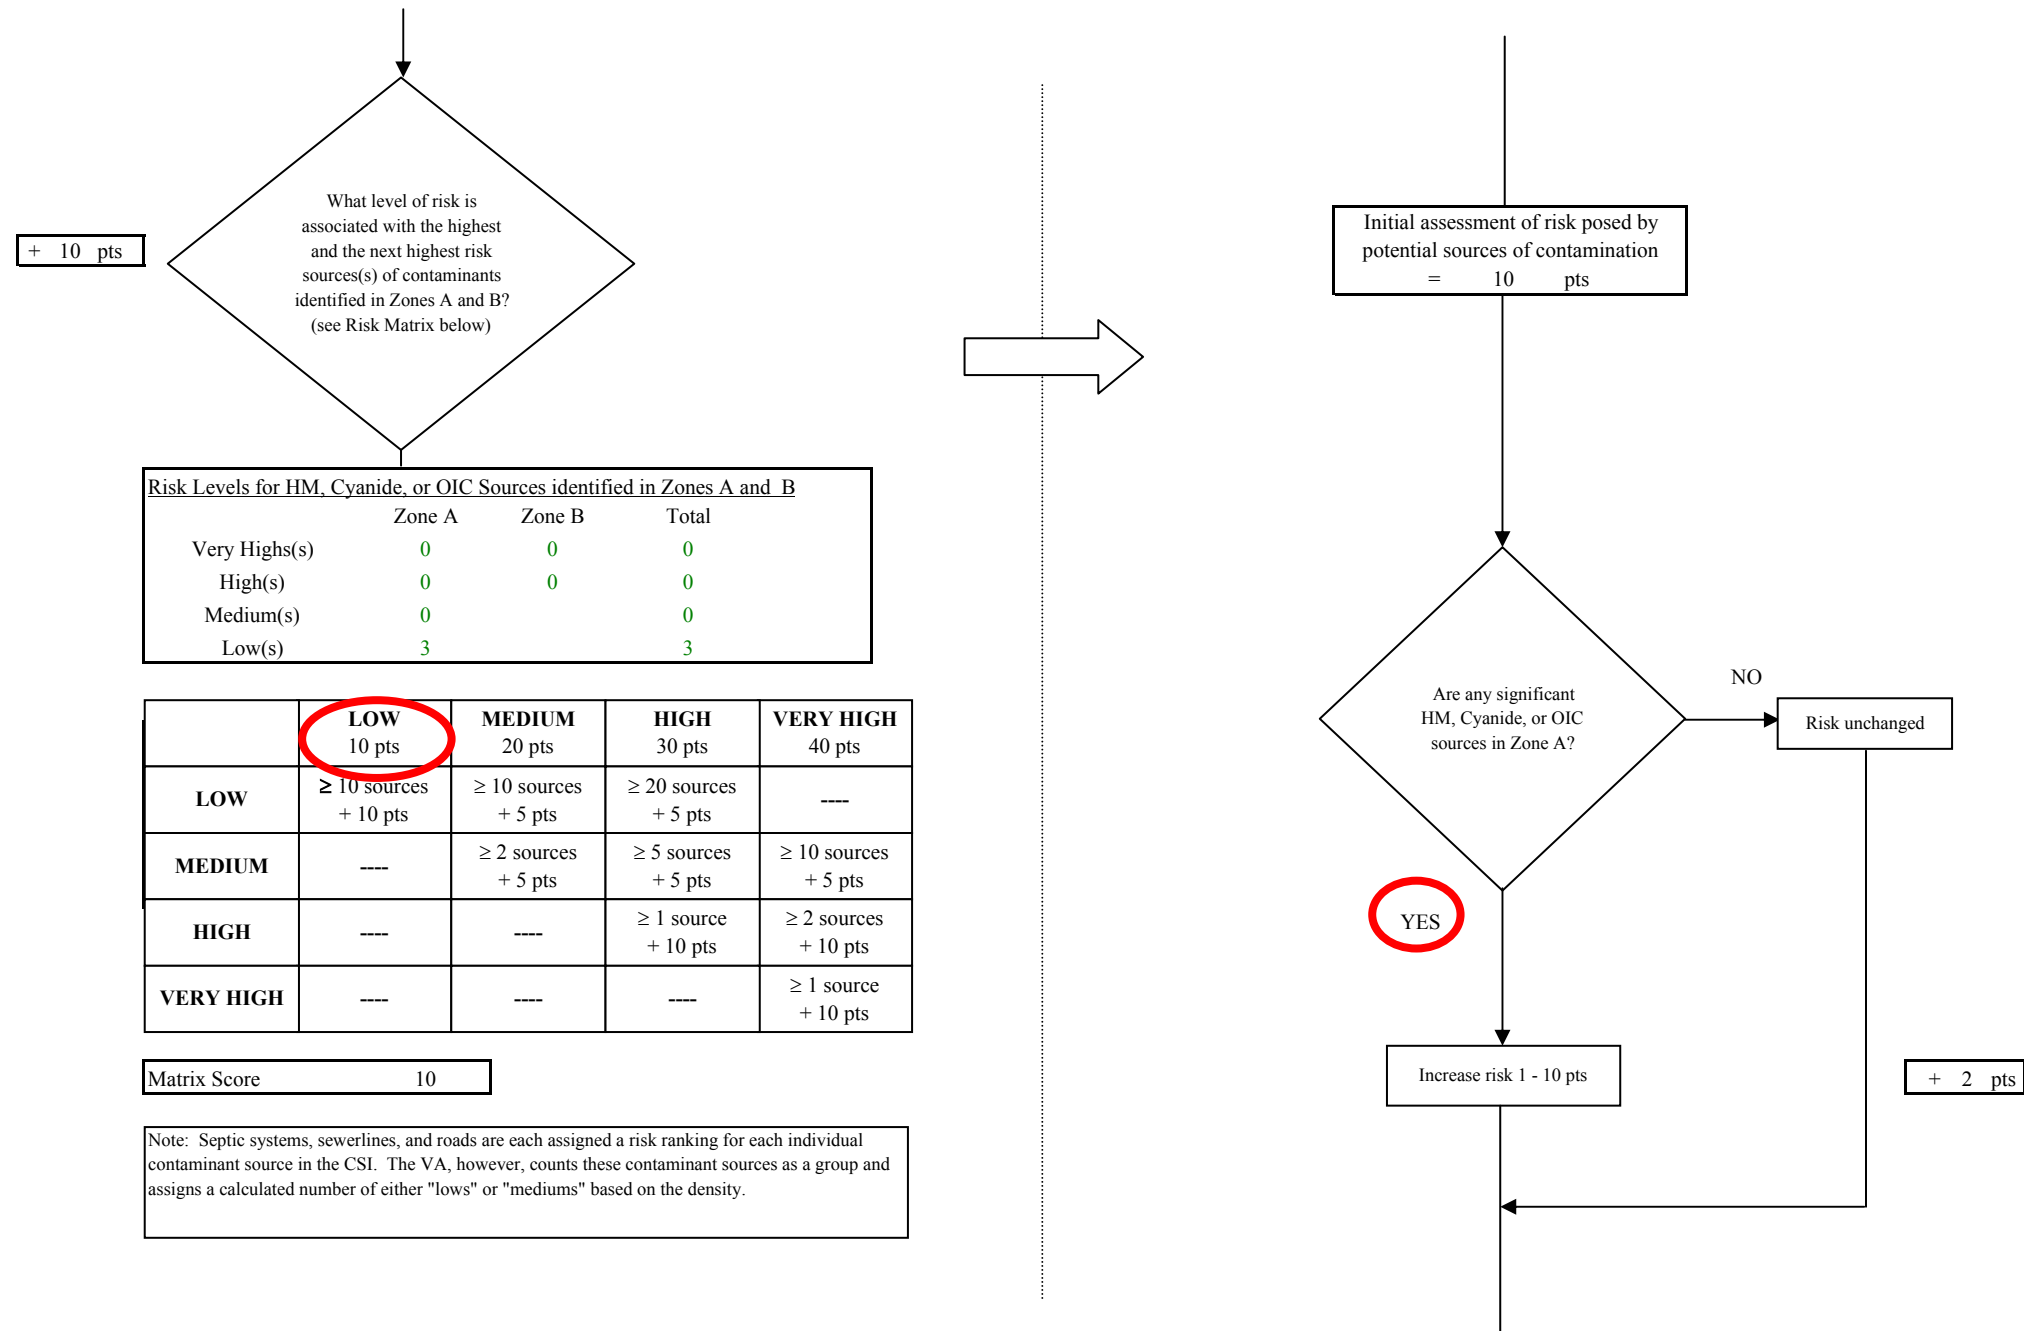 What level of risk is
associated with the highest
and the next highest risk
sources(s) of contaminants
identified in Zones A and B?
(see Risk Matrix below)
+ 10 pts
Risk Levels for HM, Cyanide, or OIC Sources identified in Zones A and B
Zone A Zone B Total
Very Highs(s) 0 0 0
High(s) 0 0 0
Medium(s) 0 0
Low(s) 3 3
LOW MEDIUM HIGH VERY HIGH
10 pts 20 pts 30 pts 40 pts
LOW ≥ 10 sources ≥ 10 sources ≥ 20 sources ----
+ 10 pts + 5 pts + 5 pts
MEDIUM ---- ≥ 2 sources ≥ 5 sources ≥ 10 sources
+ 5 pts + 5 pts + 5 pts
HIGH ---- ---- ≥ 1 source ≥ 2 sources
+ 10 pts + 10 pts
VERY HIGH ---- ---- ---- ≥ 1 source
+ 10 pts
Matrix Score 10
Note: Septic systems, sewerlines, and roads are each assigned a risk ranking for each individual
contaminant source in the CSI. The VA, however, counts these contaminant sources as a group and
assigns a calculated number of either "lows" or "mediums" based on the density.
Initial assessment of risk posed by
potential sources of contamination
= 10 pts
Are any significant
HM, Cyanide, or OIC
sources in Zone A?
NO
Risk unchanged
YES
Increase risk 1 - 10 pts
+ 2 pts